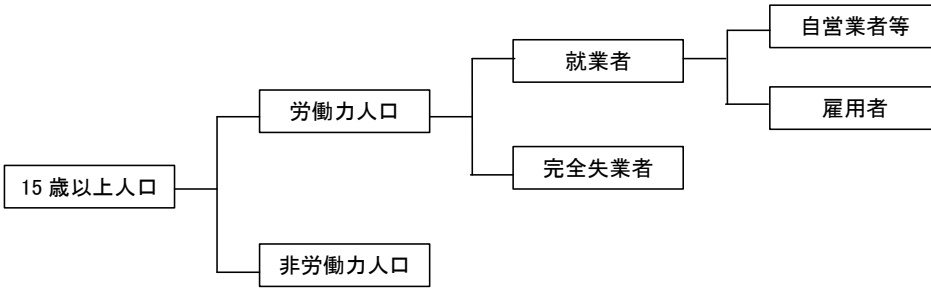 自営業者等
就業者
雇用者
労働力人口
完全失業者
15歳以上人口
非労働力人口